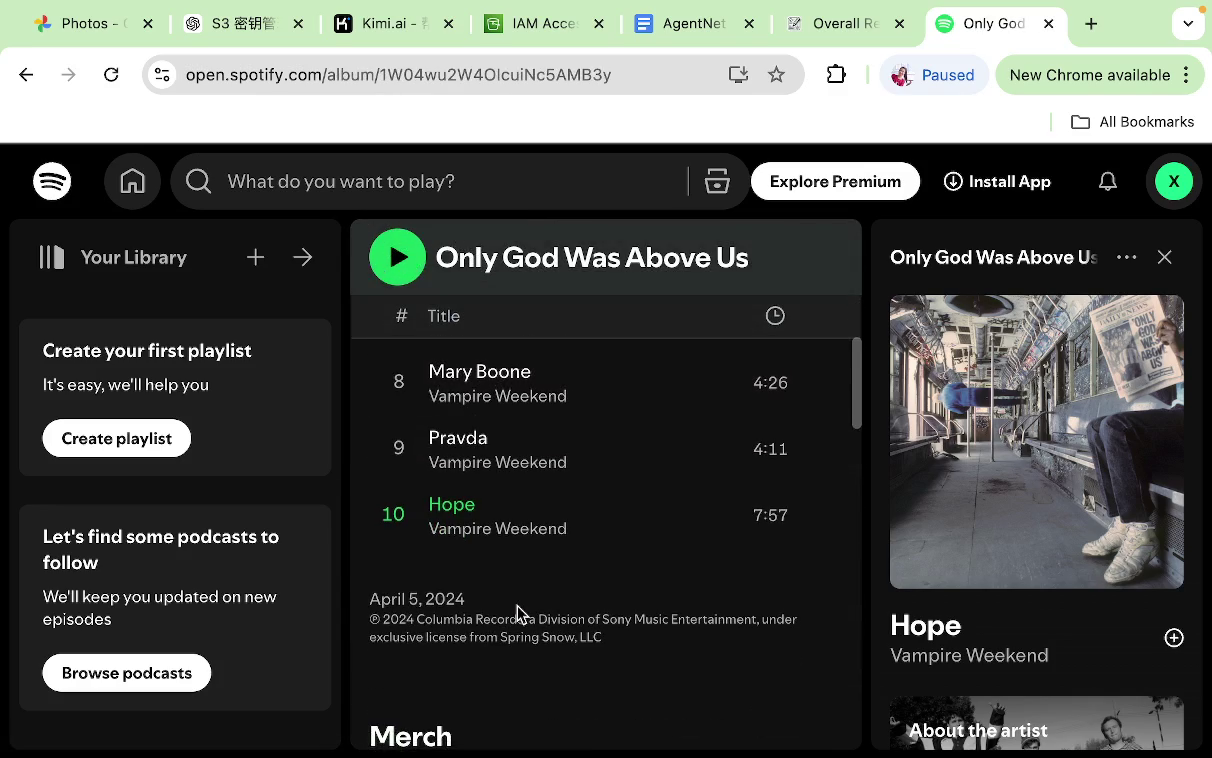 Photos - G
S3 密钥管
Kimi.ai -
IAM Acce
AgentNet
Overall Re
Only God
open.spotify.com/album/1W04wu2W4OlcuiNc5AMB3y
Paused
New Chrome available
All Bookmarks
What do you want to play?
Explore Premium
Install App
X
Your Library
Create your first playlist
It's easy, we'll help you
Create playlist
Let's find some podcasts to
follow
We'll keep you updated on new
episodes
Browse podcasts
Only God Was Above Us
# Title
8 Mary Boone 4:26
Vampire Weekend
9 Pravda 4:11
Vampire Weekend
10 Hope 7:57
Vampire Weekend
April 5, 2024
℗ 2024 Columbia Records, a Division of Sony Music Entertainment, under
exclusive license from Spring Snow, LLC
Merch
Only God Was Above Us
ONLY GOD WAS ABOVE US
Hope
Vampire Weekend
About the artist